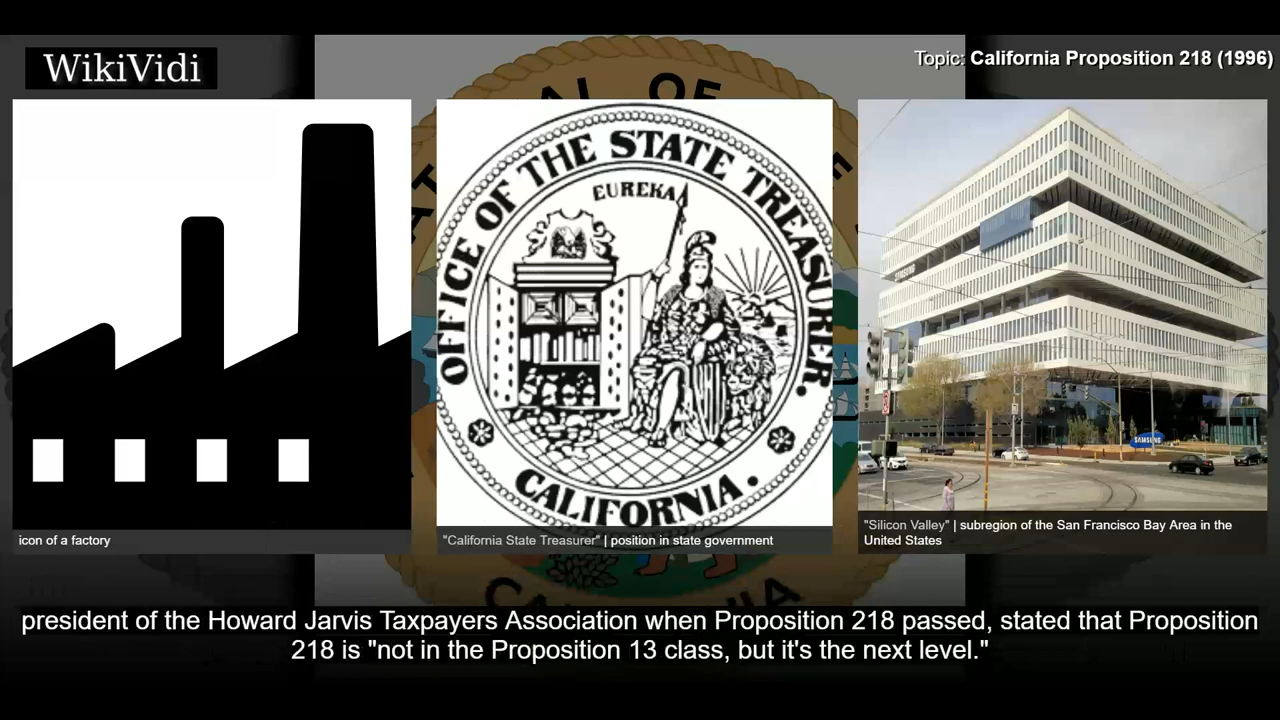 WikiVidi
Topic: California Proposition 218 (1996)
OFFICE OF THE STATE TREASURER.
EUREKA
CALIFORNIA.
SAMSUNG
SAMSUNG
icon of a factory
"California State Treasurer" | position in state government
"Silicon Valley" | subregion of the San Francisco Bay Area in the
United States
president of the Howard Jarvis Taxpayers Association when Proposition 218 passed, stated that Proposition
218 is "not in the Proposition 13 class, but it's the next level."